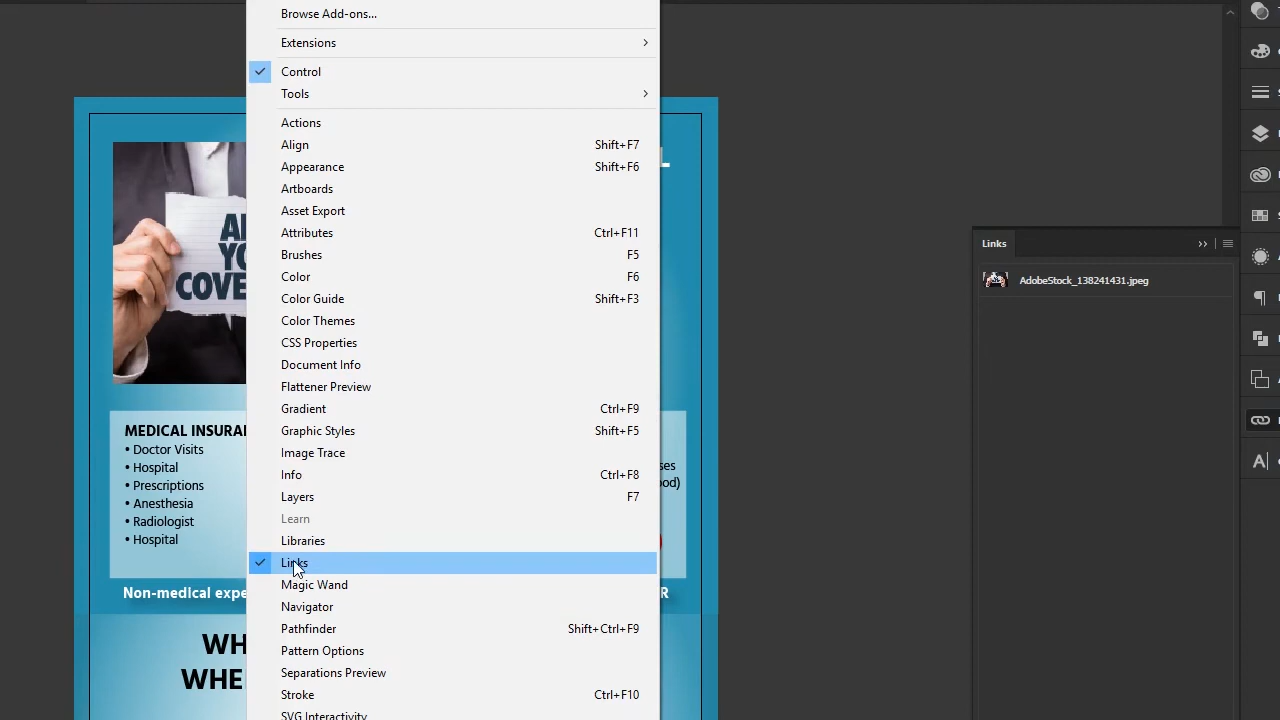 Browse Add-ons...
Extensions
Control
Tools
Actions
Align Shift+F7
Appearance Shift+F6
Artboards
Asset Export
Attributes Ctrl+F11
Brushes F5
Color F6
Color Guide Shift+F3
Color Themes
CSS Properties
Document Info
Flattener Preview
Gradient Ctrl+F9
Graphic Styles Shift+F5
Image Trace
Info Ctrl+F8
Layers F7
Learn
Libraries
Links
Magic Wand
Navigator
Pathfinder Shift+Ctrl+F9
Pattern Options
Separations Preview
Stroke Ctrl+F10
SVG Interactivity
MEDICAL INSURA
• Doctor Visits
• Hospital
• Prescriptions
• Anesthesia
• Radiologist
• Hospital
Non-medical expe
WH
WHE
YO
COVE
ood)
Links
AdobeStock_138241431.jpeg